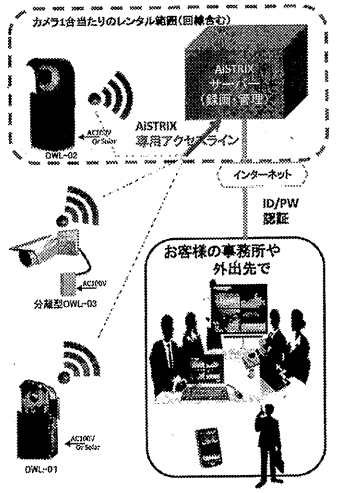 カメラ1台当たりのレンタル範囲(回線含む)
AiSTRIX
サーバー
(録画・管理)
AC100V
Or Solar
OWL-02
AiSTRIX
専用アクセスライン
インターネット
ID/PW
認証
AC100V
分離型OWL-03
お客様の事務所や
外出先で
AC100V
Or Solar
OWL-01